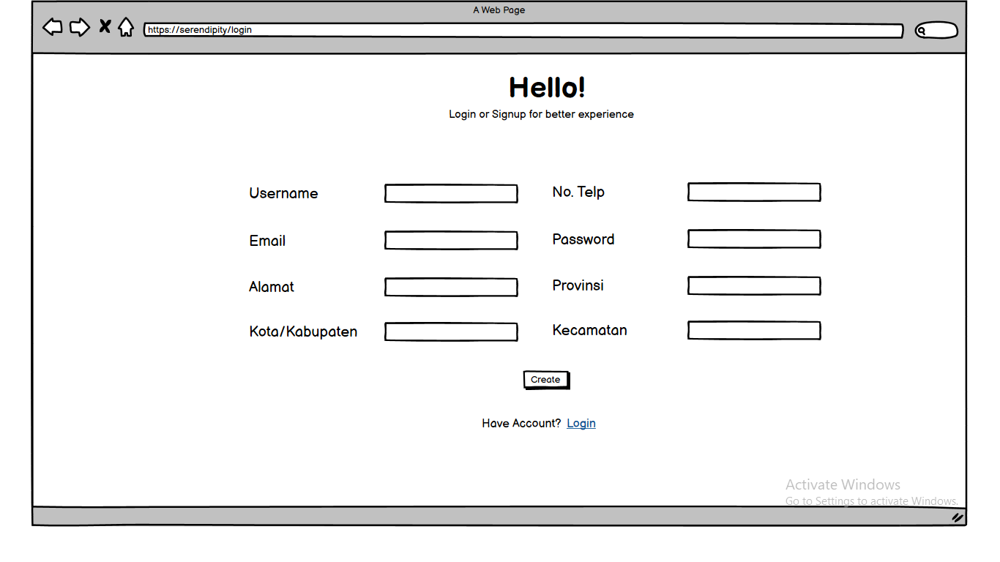 A Web Page
https://serendipity/login
Hello!
Login or Signup for better experience
Username
No. Telp
Email
Password
Alamat
Provinsi
Kota/Kabupaten
Kecamatan
Create
Have Account? Login
Activate Windows
Go to Settings to activate Windows.